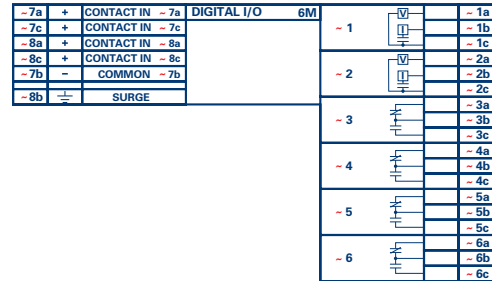 ~ 7a + CONTACT IN ~ 7a DIGITAL I/O 6M
~ 7c + CONTACT IN ~ 7c
~ 8a + CONTACT IN ~ 8a
~ 8c + CONTACT IN ~ 8c
~ 7b − COMMON ~ 7b
~ 8b SURGE
~ 1 V I ~ 1a
~ 1b
~ 1c
~ 2 V I ~ 2a
~ 2b
~ 2c
~ 3 ~ 3a
~ 3b
~ 3c
~ 4 ~ 4a
~ 4b
~ 4c
~ 5 ~ 5a
~ 5b
~ 5c
~ 6 ~ 6a
~ 6b
~ 6c